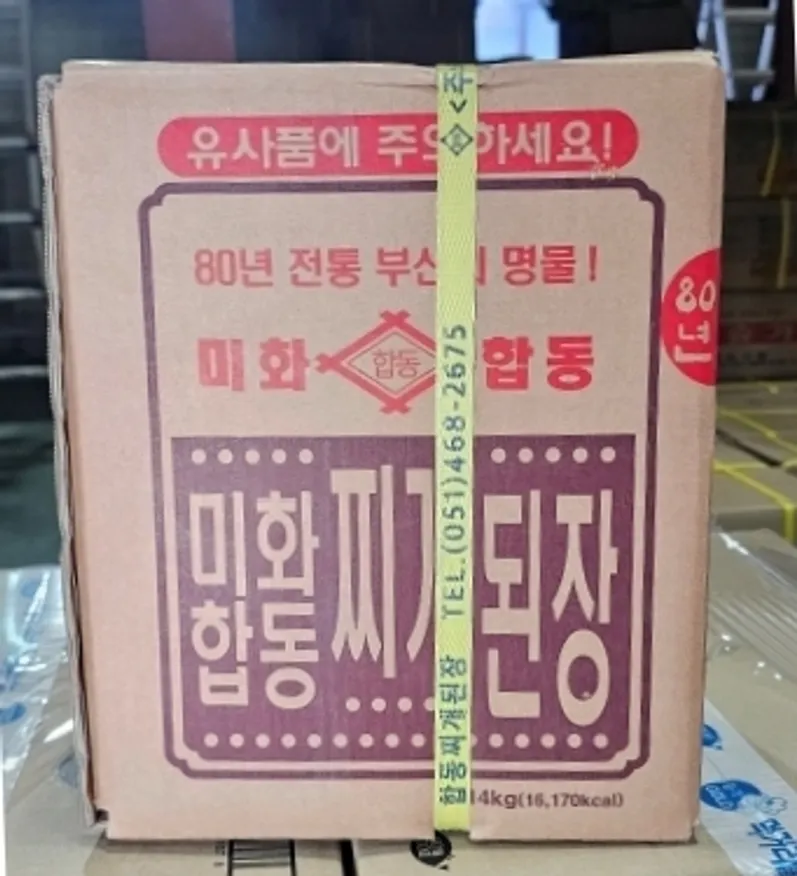 유사품에 주의하세요!
80년 전통 부산의 명물!
미화 합동 합동
80년
미화합동 찌개된장
14kg(16,170kcal)
합동찌개된장 TEL.(051)468-2675 <주